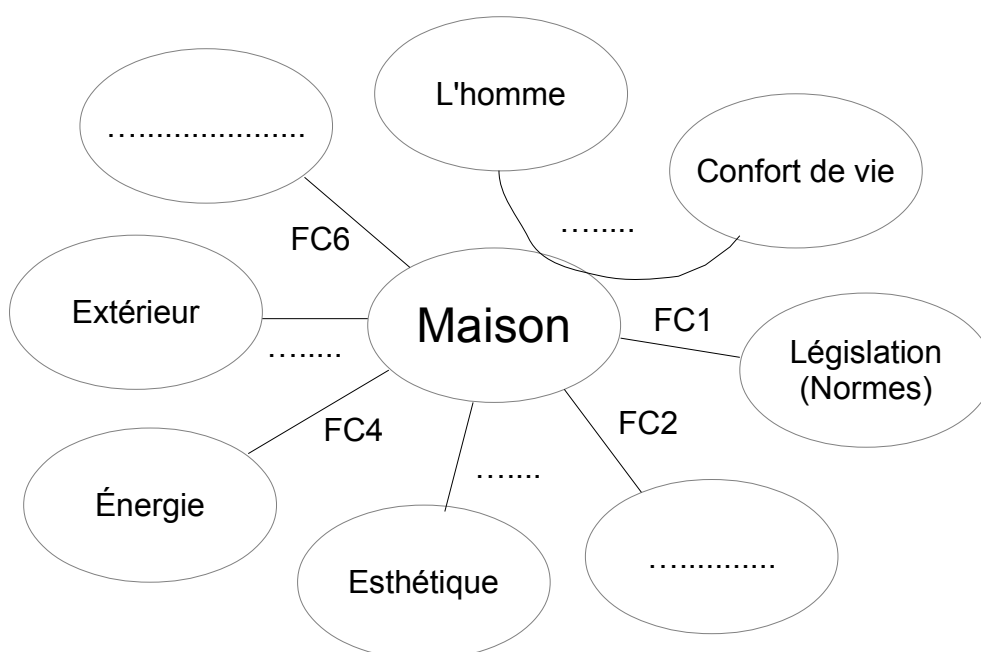 L'homme
…...................
Confort de vie
….....
FC6
Extérieur
Maison
FC1
….....
Législation
(Normes)
FC4
FC2
…....
Énergie
Esthétique
…...........